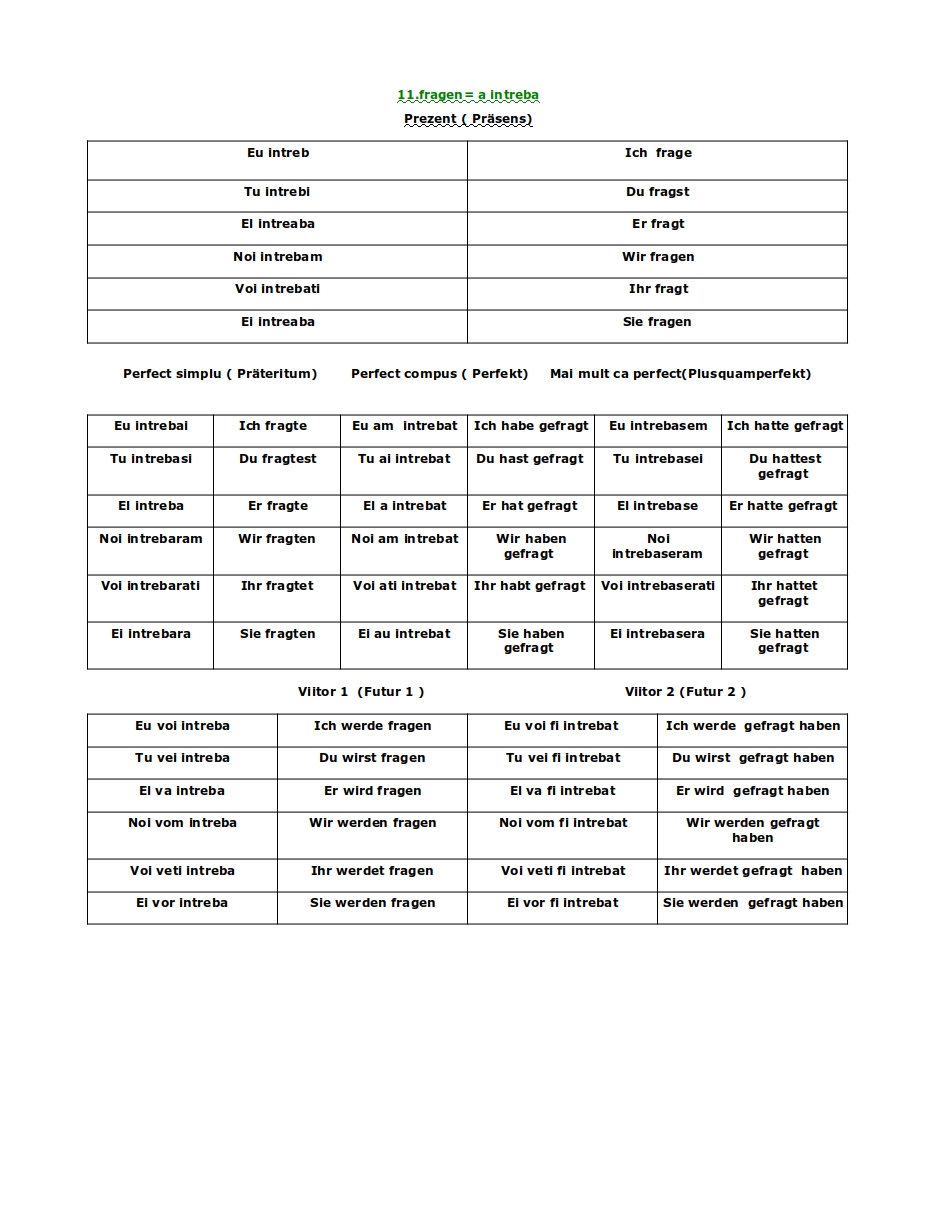 11.fragen= a intreba
Prezent ( Präsens)
Eu intreb Ich frage
Tu intrebi Du fragst
El intreaba Er fragt
Noi intrebam Wir fragen
Voi intrebati Ihr fragt
Ei intreaba Sie fragen
Perfect simplu ( Präteritum) Perfect compus ( Perfekt) Mai mult ca perfect(Plusquamperfekt)
Eu intrebai Ich fragte Eu am intrebat Ich habe gefragt Eu intrebasem Ich hatte gefragt
Tu intrebasi Du fragtest Tu ai intrebat Du hast gefragt Tu intrebasei Du hattest
gefragt
El intreba Er fragte El a intrebat Er hat gefragt El intrebase Er hatte gefragt
Noi intrebaram Wir fragten Noi am intrebat Wir haben Noi Wir hatten
gefragt intrebaseram gefragt
Voi intrebarati Ihr fragtet Voi ati intrebat Ihr habt gefragt Voi intrebaserati Ihr hattet
gefragt
Ei intrebara Sie fragten Ei au intrebat Sie haben Ei intrebasera Sie hatten
gefragt gefragt
Viitor 1 (Futur 1 ) Viitor 2 (Futur 2 )
Eu voi intreba Ich werde fragen Eu voi fi intrebat Ich werde gefragt haben
Tu vei intreba Du wirst fragen Tu vei fi intrebat Du wirst gefragt haben
El va intreba Er wird fragen El va fi intrebat Er wird gefragt haben
Noi vom intreba Wir werden fragen Noi vom fi intrebat Wir werden gefragt
haben
Voi veti intreba Ihr werdet fragen Voi veti fi intrebat Ihr werdet gefragt haben
Ei vor intreba Sie werden fragen Ei vor fi intrebat Sie werden gefragt haben